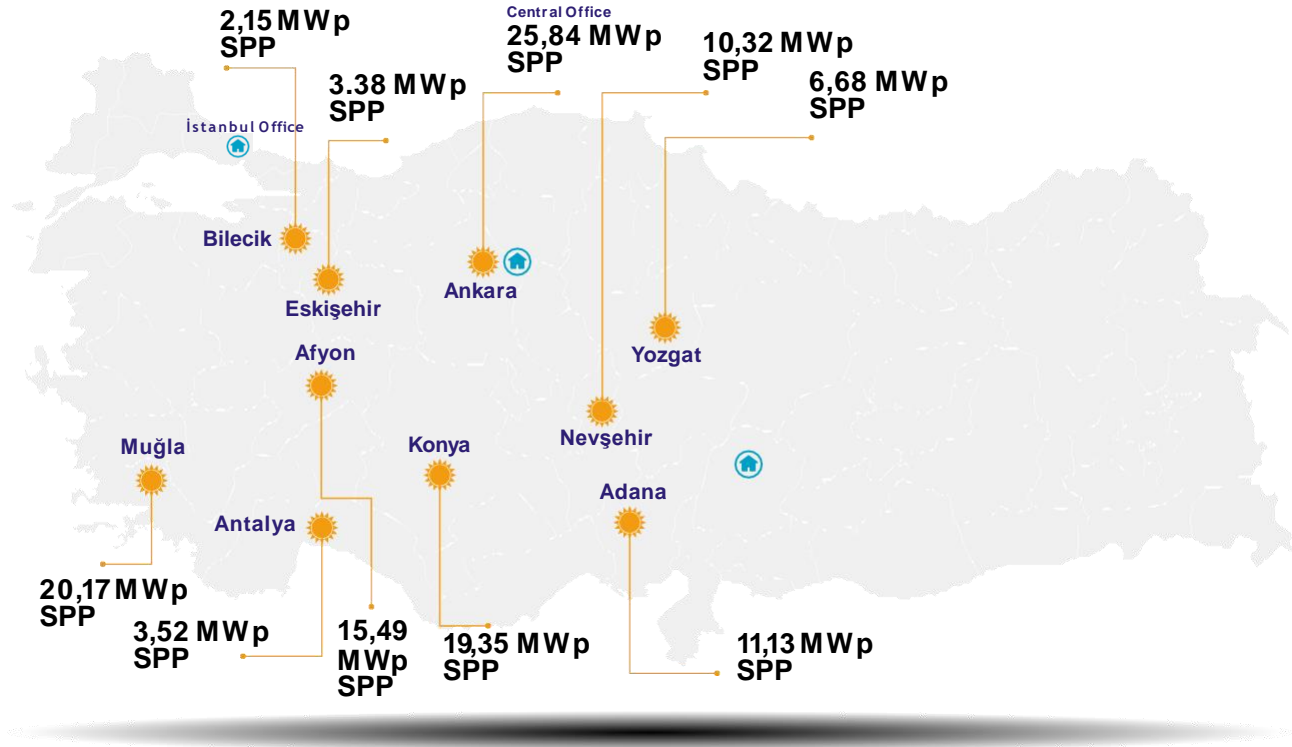 2,15 MWp
SPP
Central Office
25,84 MWp
SPP
10,32 MWp
SPP
6,68 MWp
SPP
3.38 MWp
SPP
İstanbul Office
Bilecik
Eskişehir
Ankara
Afyon
Yozgat
Muğla
Konya
Nevşehir
Antalya
Adana
20,17 MWp
SPP
3,52 MWp
SPP
15,49
MWp
SPP
19,35 MWp
SPP
11,13 MWp
SPP